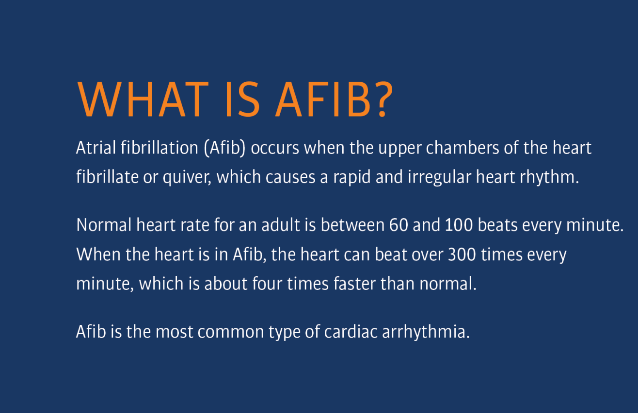 WHAT IS AFIB?
Atrial fibrillation (Afib) occurs when the upper chambers of the heart
fibrillate or quiver, which causes a rapid and irregular heart rhythm.
Normal heart rate for an adult is between 60 and 100 beats every minute.
When the heart is in Afib, the heart can beat over 300 times every
minute, which is about four times faster than normal.
Afib is the most common type of cardiac arrhythmia.